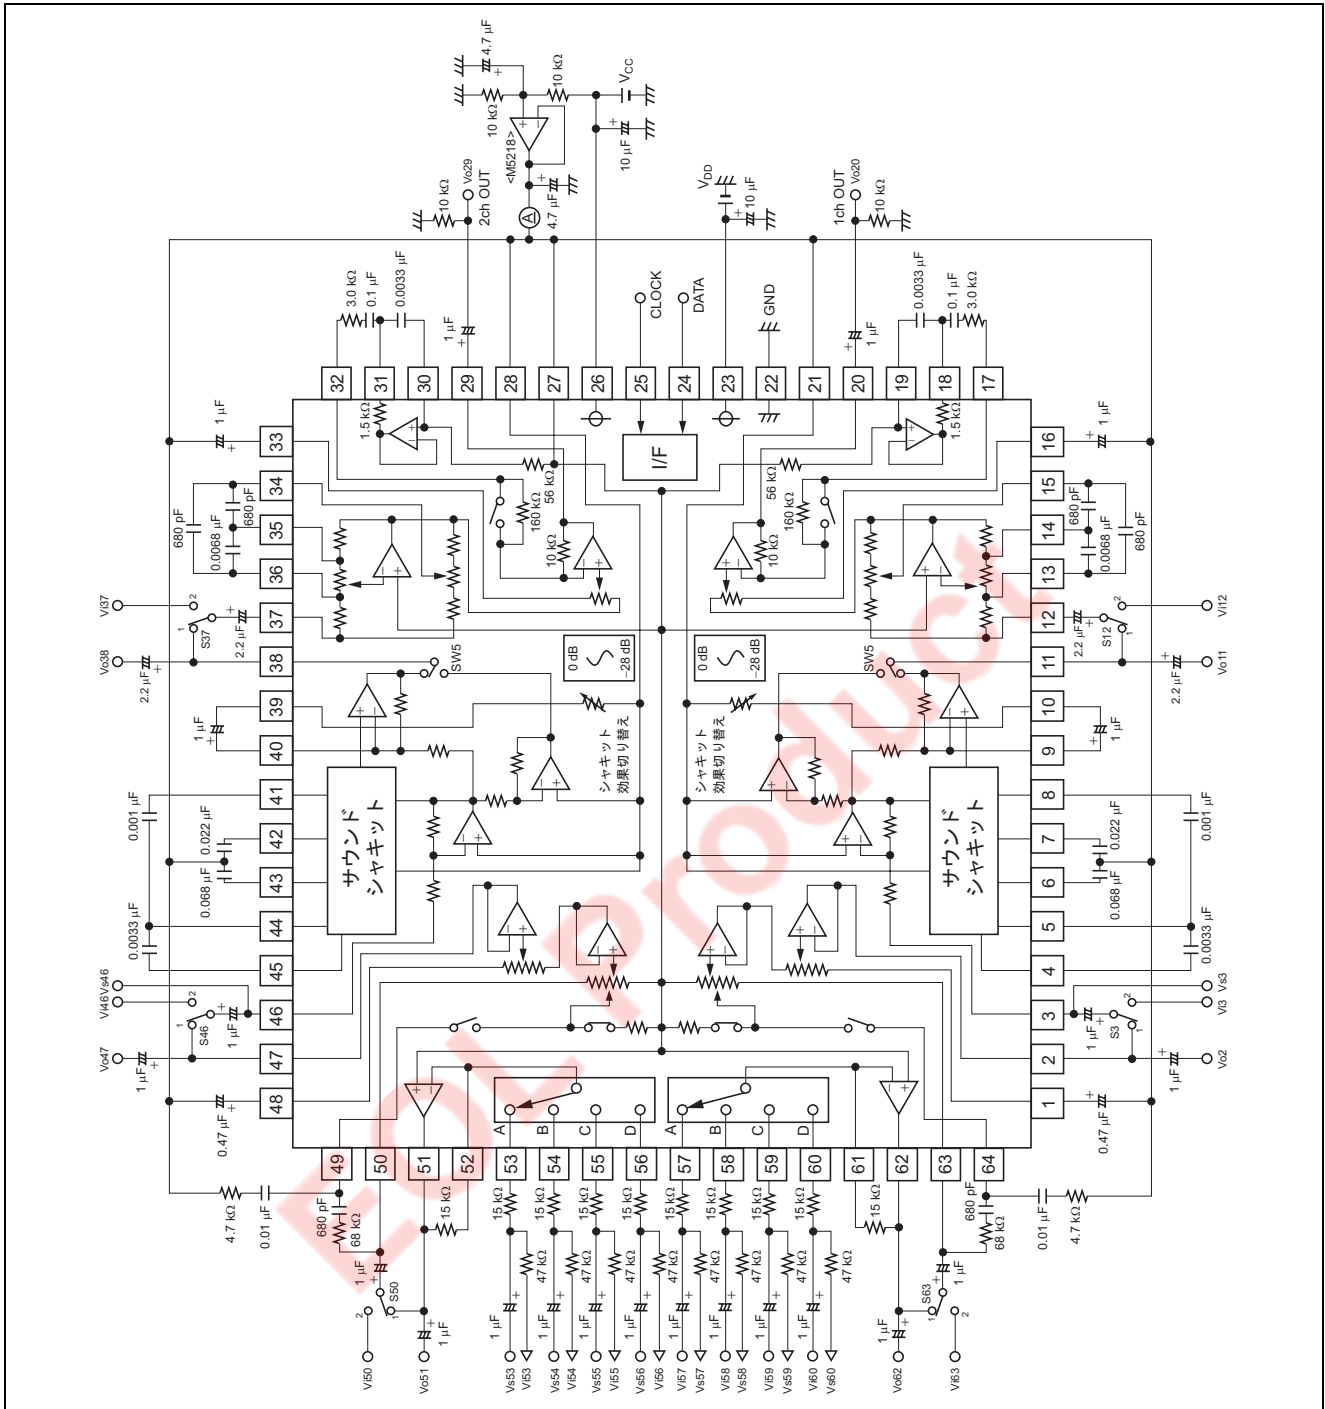 4.7 µF
10 kΩ
10 kΩ
VCC
<M5218>
10 µF
4.7 µF
A
Vo29
2ch OUT
10 kΩ
VDD
10 µF
1ch OUT
Vo20
10 kΩ
3.0 kΩ
0.1 µF
0.0033 µF
1 µF
CLOCK
DATA
GND
1 µF
0.0033 µF
0.1 µF
3.0 kΩ
32
31
30
29
28
27
26
25
24
23
22
21
20
19
18
17
1 µF
33
34
35
36
37
38
39
40
41
42
43
44
45
46
47
48
16
15
14
13
12
11
10
9
8
7
6
5
4
3
2
1
1 µF
680 pF
680 pF
0.0068 µF
Vi37
Vo38
S37
1
2
2.2 µF
2.2 µF
1 µF
0.001 µF
0.022 µF
0.068 µF
0.0033 µF
Vs46
Vi46
Vo47
S46
1
2
1 µF
1 µF
0.47 µF
680 pF
680 pF
0.0068 µF
Vi12
Vo11
S12
1
2
2.2 µF
2.2 µF
1 µF
0.001 µF
0.022 µF
0.068 µF
0.0033 µF
Vs3
Vi3
Vo2
S3
1
2
1 µF
1 µF
0.47 µF
1.5 kΩ
56 kΩ
160 kΩ
10 kΩ
I/F
56 kΩ
160 kΩ
10 kΩ
1.5 kΩ
0 dB
–28 dB
0 dB
–28 dB
SW5
SW5
シャキット
効果切り替え
シャキット
効果切り替え
サウンド
シャキット
サウンド
シャキット
A
B
C
D
A
B
C
D
49
50
51
52
53
54
55
56
57
58
59
60
61
62
63
64
4.7 kΩ
0.01 µF
680 pF
68 kΩ
1 µF
S50
1
2
15 kΩ
1 µF
15 kΩ
15 kΩ
15 kΩ
15 kΩ
15 kΩ
15 kΩ
15 kΩ
15 kΩ
47 kΩ
47 kΩ
47 kΩ
47 kΩ
47 kΩ
47 kΩ
47 kΩ
47 kΩ
1 µF
1 µF
1 µF
1 µF
1 µF
1 µF
1 µF
1 µF
15 kΩ
1 µF
S63
1
2
1 µF
680 pF
68 kΩ
0.01 µF
4.7 kΩ
Vi50
Vo51
Vs53
Vi53
Vs54
Vi54
Vs55
Vi55
Vs56
Vi56
Vi57
Vs57
Vi58
Vs58
Vi59
Vs59
Vi60
Vs60
Vo62
Vi63
EOL Product